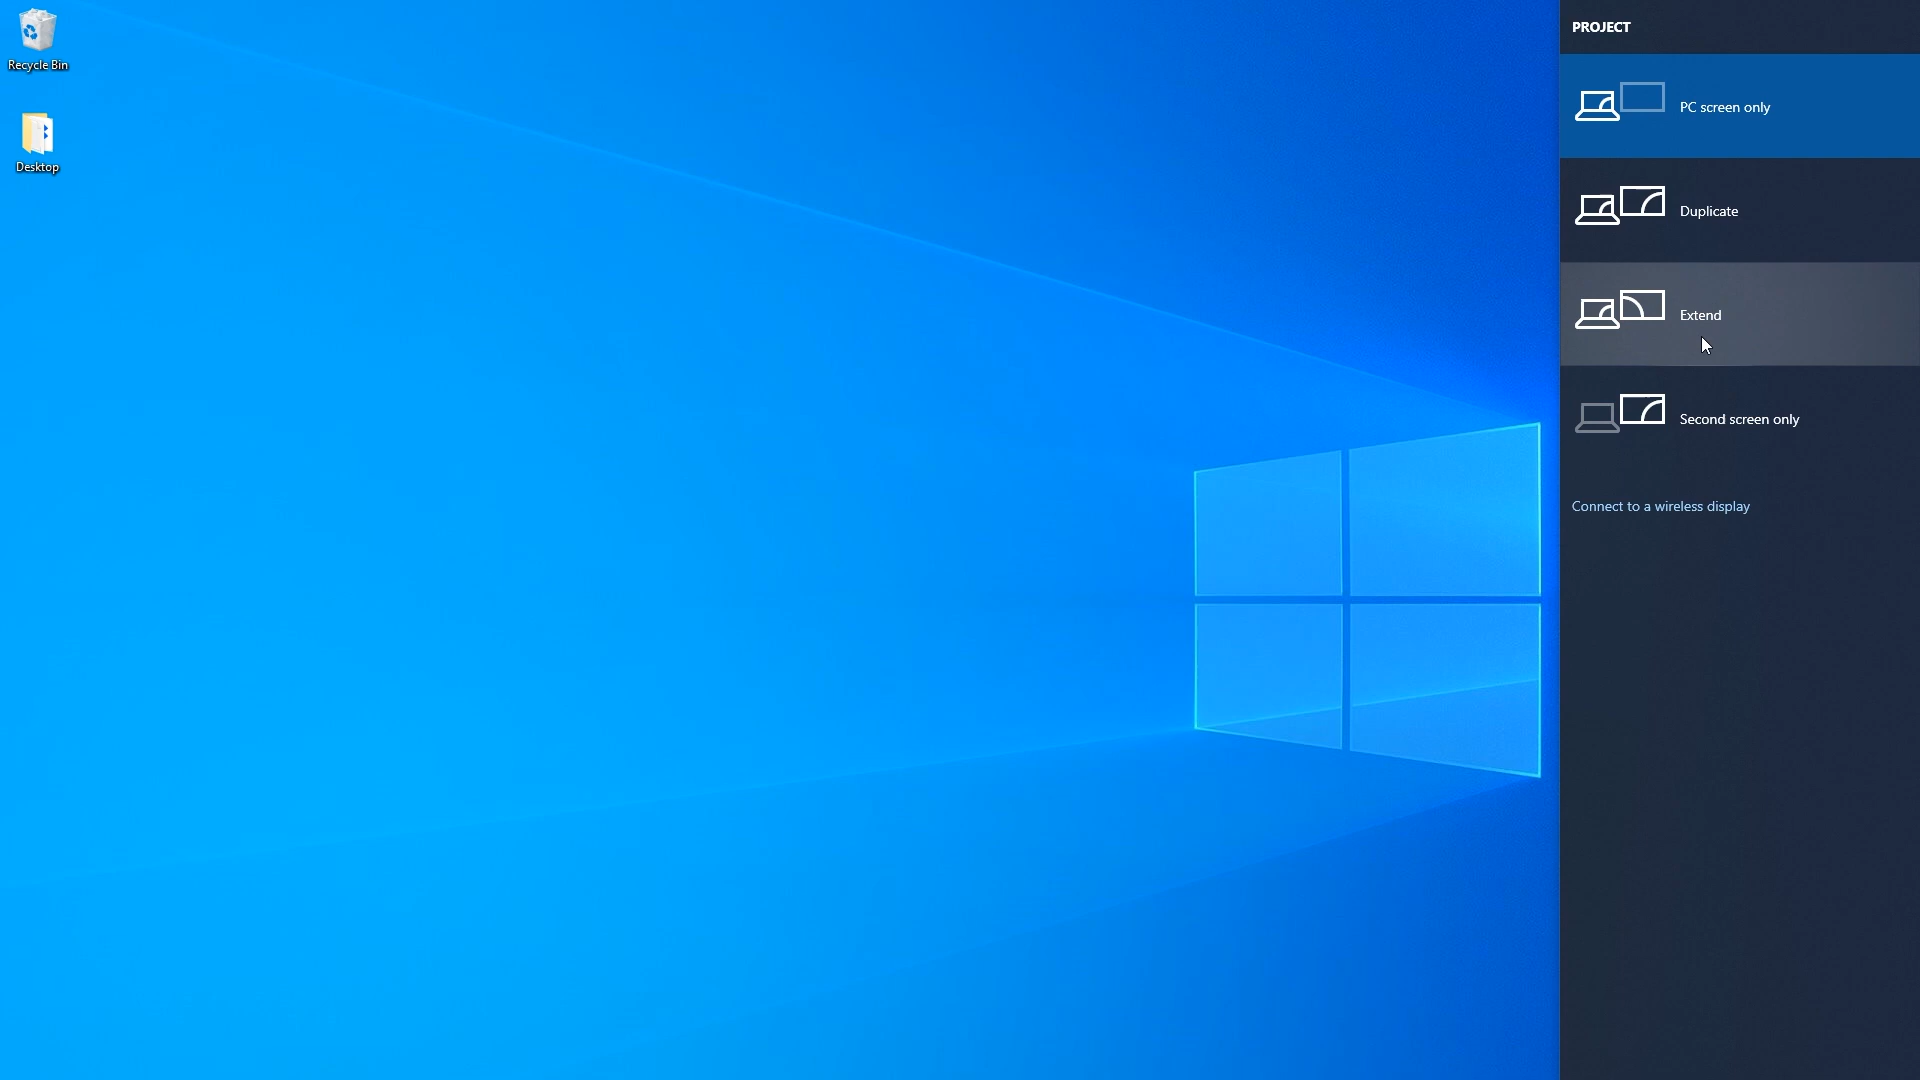 Recycle Bin
Desktop
PROJECT
PC screen only
Duplicate
Extend
Second screen only
Connect to a wireless display